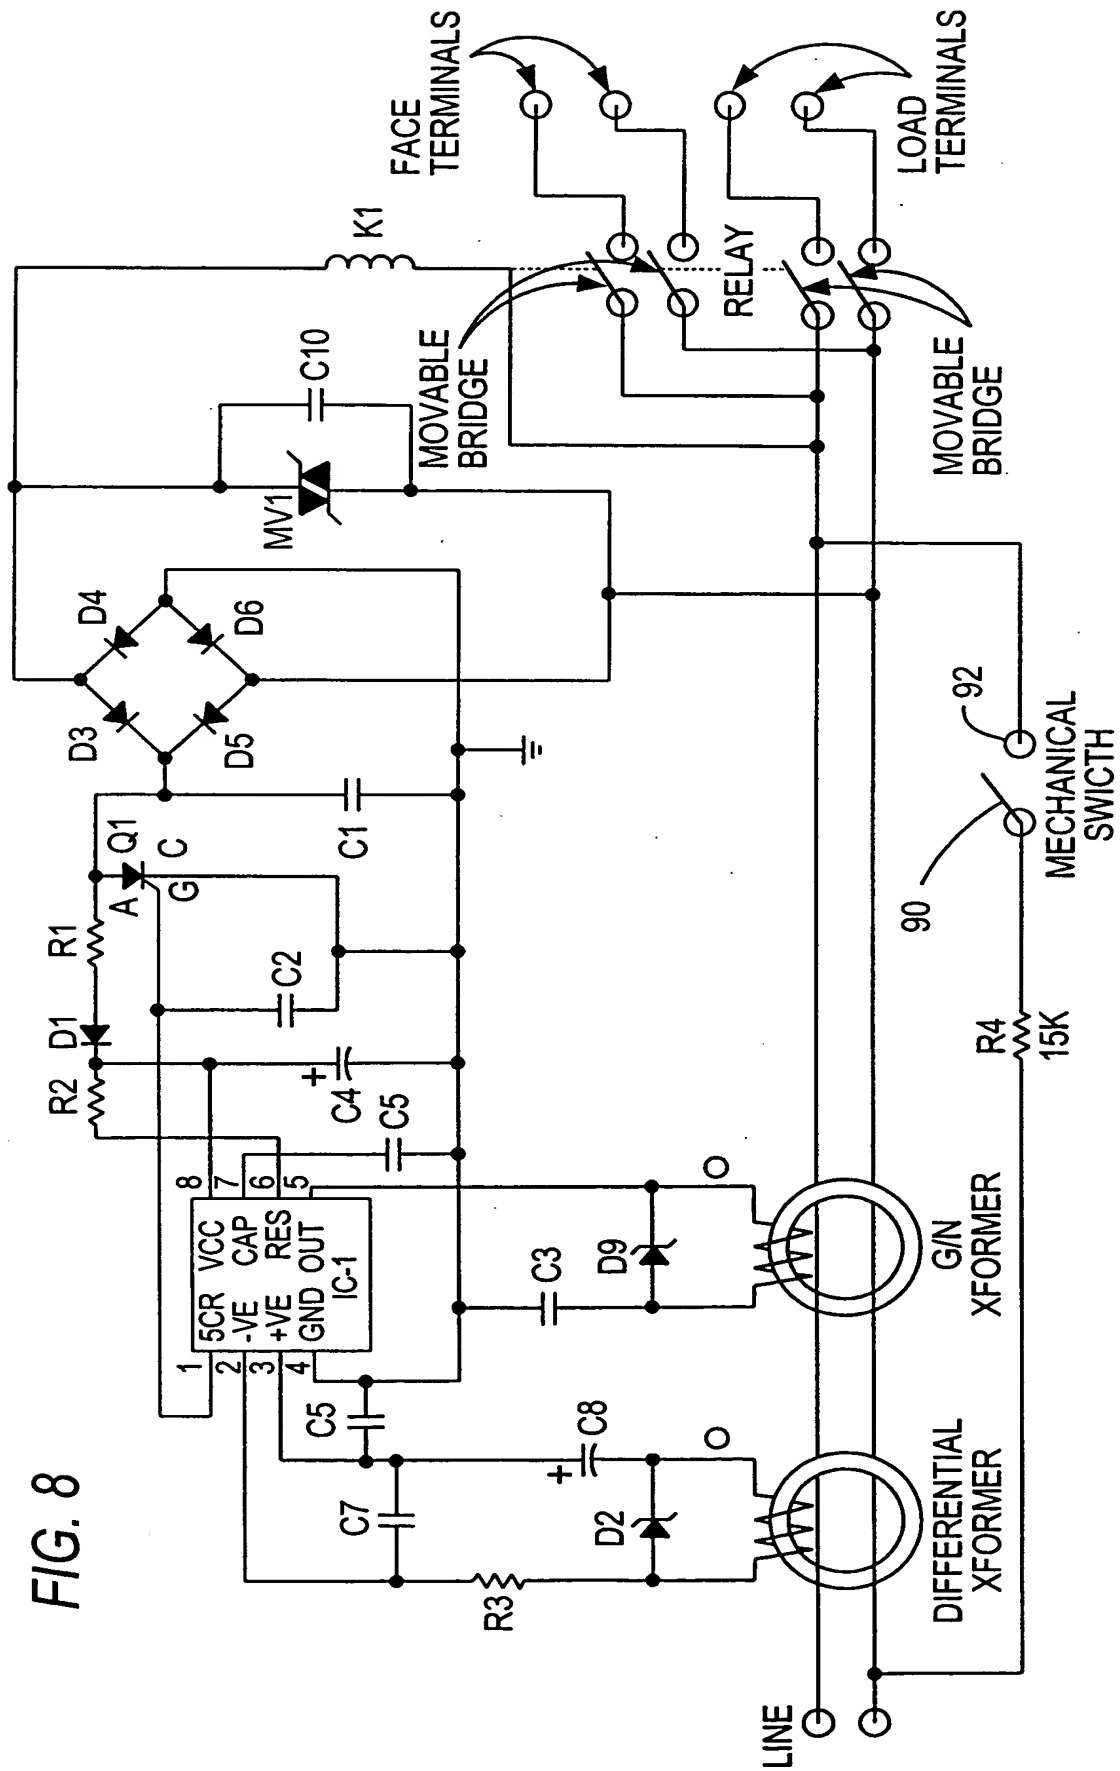 FIG. 8
FACE
TERMINALS
LOAD
TERMINALS
K1
RELAY
MOVABLE
BRIDGE
MOVABLE
BRIDGE
C10
MV1
D4
D6
D3
D5
C1
Q1
C
A
G
R1
D1
R2
C2
+
C4
C5
8
7
6
5
VCC
CAP
RES
OUT
5CR
-VE
+VE
GND
IC-1
1
2
3
4
C5
C7
+
C8
R3
D2
C3
D9
G/N
XFORMER
DIFFERENTIAL
XFORMER
LINE
R4
15K
90
92
MECHANICAL
SWICTH